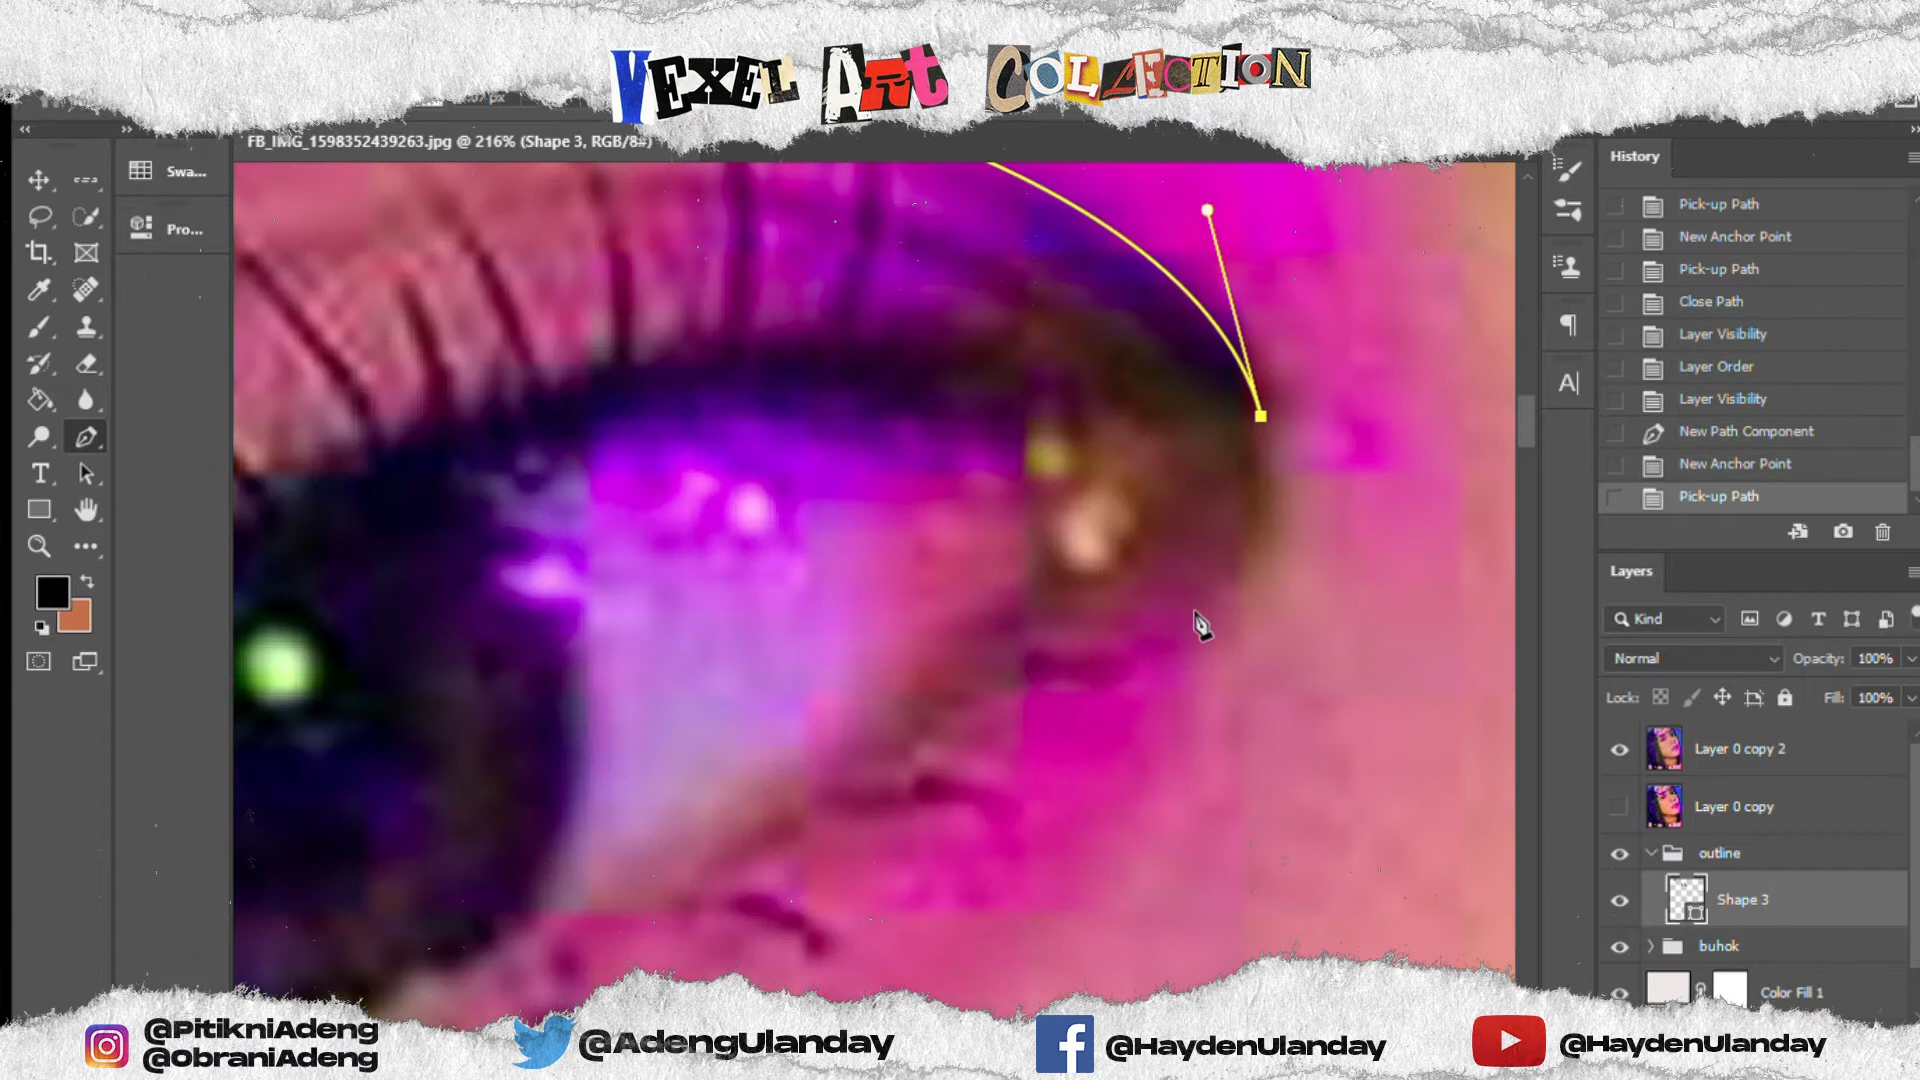 VEXEL Art COLLECTION
px
FB_IMG_1598352439263.jpg @ 216% (Shape 3, RGB/8#)
Swa...
Pro...
History
Pick-up Path
New Anchor Point
Pick-up Path
Close Path
Layer Visibility
Layer Order
Layer Visibility
New Path Component
New Anchor Point
Pick-up Path
Layers
Kind
Normal
Opacity: 100%
Lock:
Fill: 100%
Layer 0 copy 2
Layer 0 copy
outline
Shape 3
buhok
Color Fill 1
@PitikniAdeng
@ObraniAdeng
@AdengUlanday
@HaydenUlanday
@HaydenUlanday